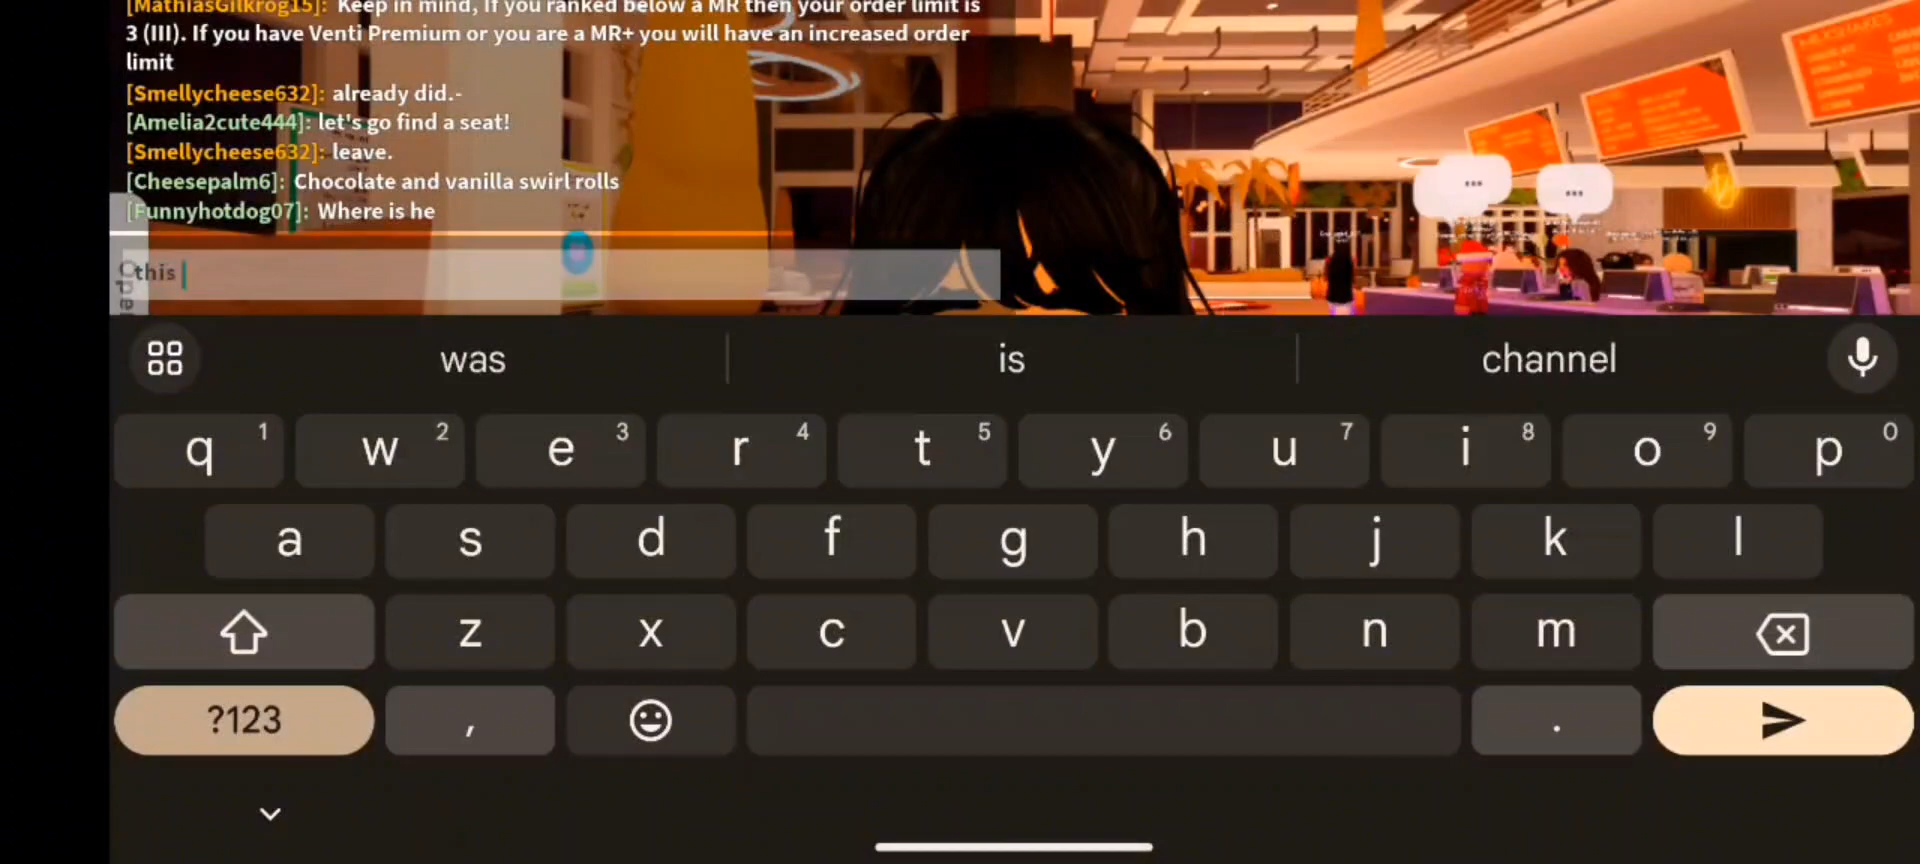 [MathiasGilkrog15]: Keep in mind, If you ranked below a MR then your order limit is
3 (III). If you have Venti Premium or you are a MR+ you will have an increased order
limit
[Smellycheese632]: already did.-
[Amelia2cute444]: let's go find a seat!
[Smellycheese632]: leave.
[Cheesepalm6]: Chocolate and vanilla swirl rolls
[Funnyhotdog07]: Where is he
this
... ...
was is channel
q 1 w 2 e 3 r 4 t 5 y 6 u 7 i 8 o 9 p 0
a s d f g h j k l
z x c v b n m
?123 , .